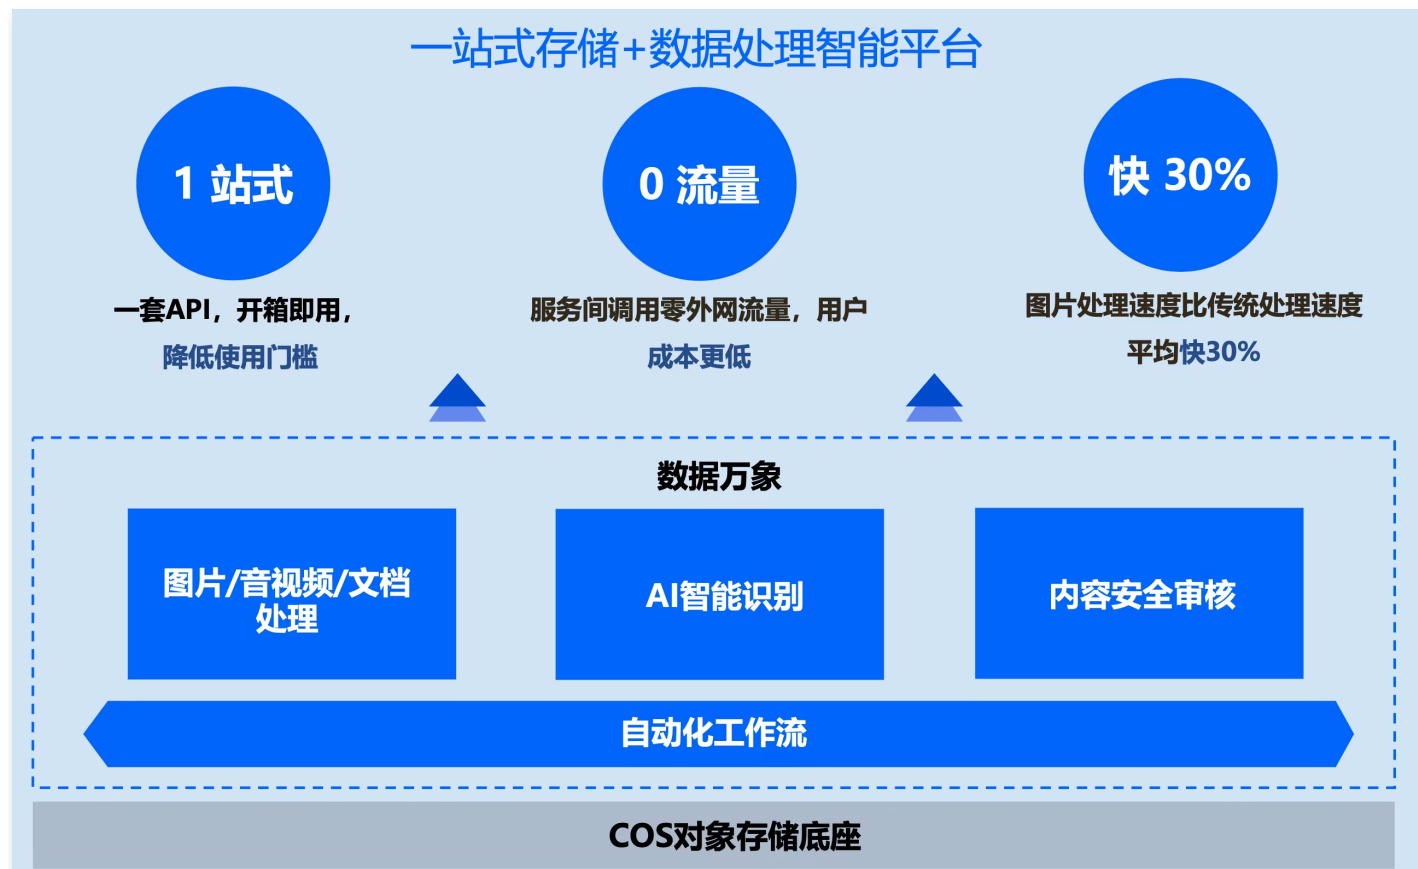 一站式存储+数据处理智能平台
1 站式
0 流量
快 30%
一套API，开箱即用，
降低使用门槛
服务间调用零外网流量，用户
成本更低
图片处理速度比传统处理速度
平均快30%
数据万象
图片/音视频/文档
处理
AI智能识别
内容安全审核
自动化工作流
COS对象存储底座